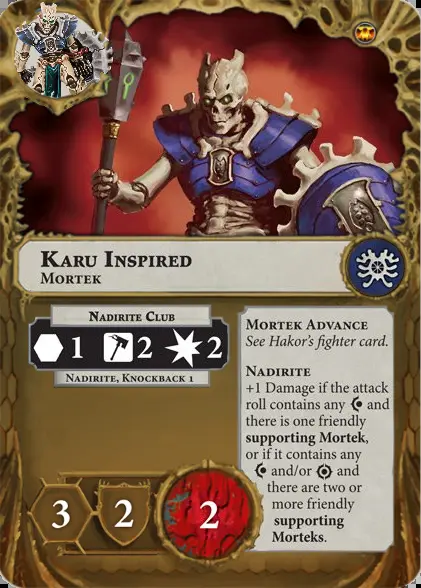 KARU INSPIRED
MORTEK
NADIRITE CLUB
1 2 2
NADIRITE, KNOCKBACK 1
MORTEK ADVANCE
See Hakor's fighter card.
NADIRITE
+1 Damage if the attack
roll contains any and
there is one friendly
supporting Mortek,
or if it contains any
and/or and
there are two or
more friendly
supporting
Morteks.
3 2 2